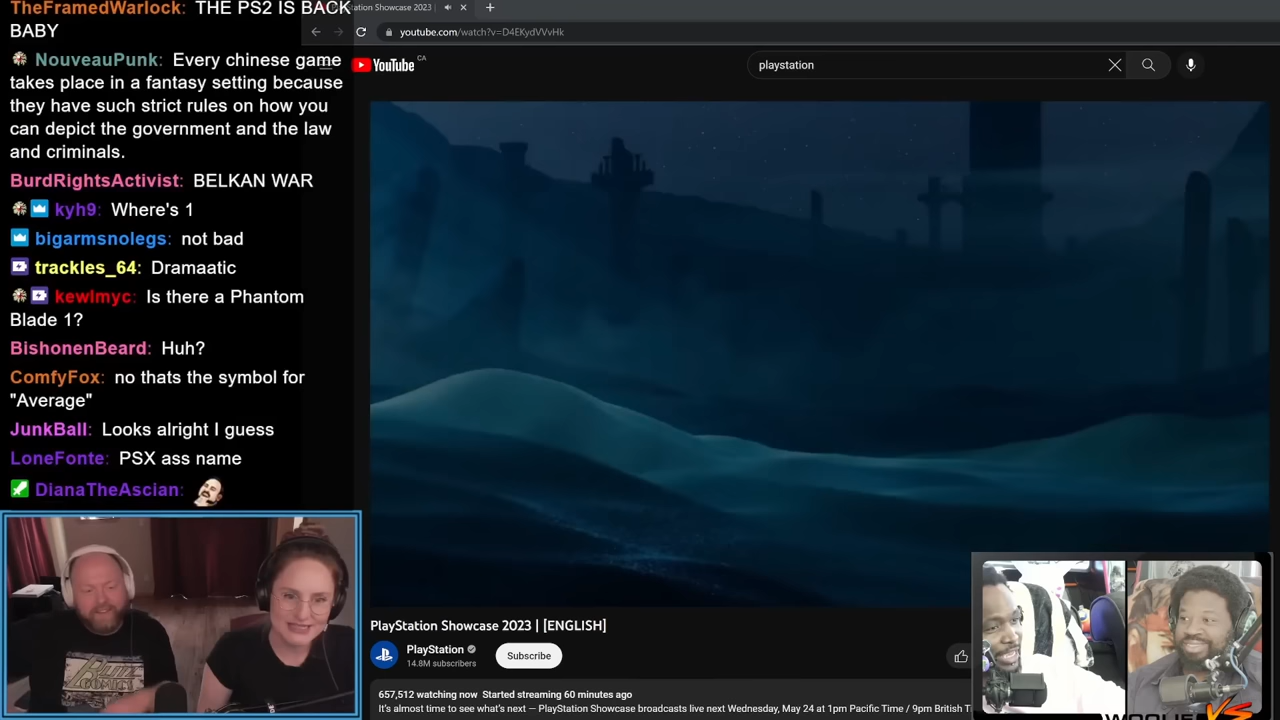 TheFramedWarlock: THE PS2 IS BACK
BABY
NouveauPunk: Every chinese game
takes place in a fantasy setting because
they have such strict rules on how you
can depict the government and the law
and criminals.
BurdRightsActivist: BELKAN WAR
kyh9: Where's 1
bigarmsnolegs: not bad
trackles_64: Dramaatic
kewlmyc: Is there a Phantom
Blade 1?
BishonenBeard: Huh?
ComfyFox: no thats the symbol for
"Average"
JunkBall: Looks alright I guess
LoneFonte: PSX ass name
DianaTheAscian:
Station Showcase 2023 |
youtube.com/watch?v=D4EKydVVvHk
YouTube CA
playstation
PlayStation Showcase 2023 | [ENGLISH]
PlayStation
14.8M subscribers
Subscribe
657,512 watching now Started streaming 60 minutes ago
It's almost time to see what's next — PlayStation Showcase broadcasts live next Wednesday, May 24 at 1pm Pacific Time / 9pm British T
VS